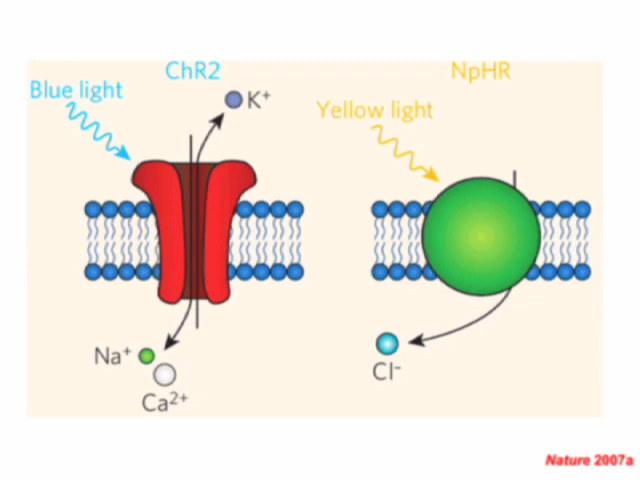 ChR2
NpHR
Blue light
K⁺
Yellow light
Na⁺
Ca²⁺
Cl⁻
Nature 2007a